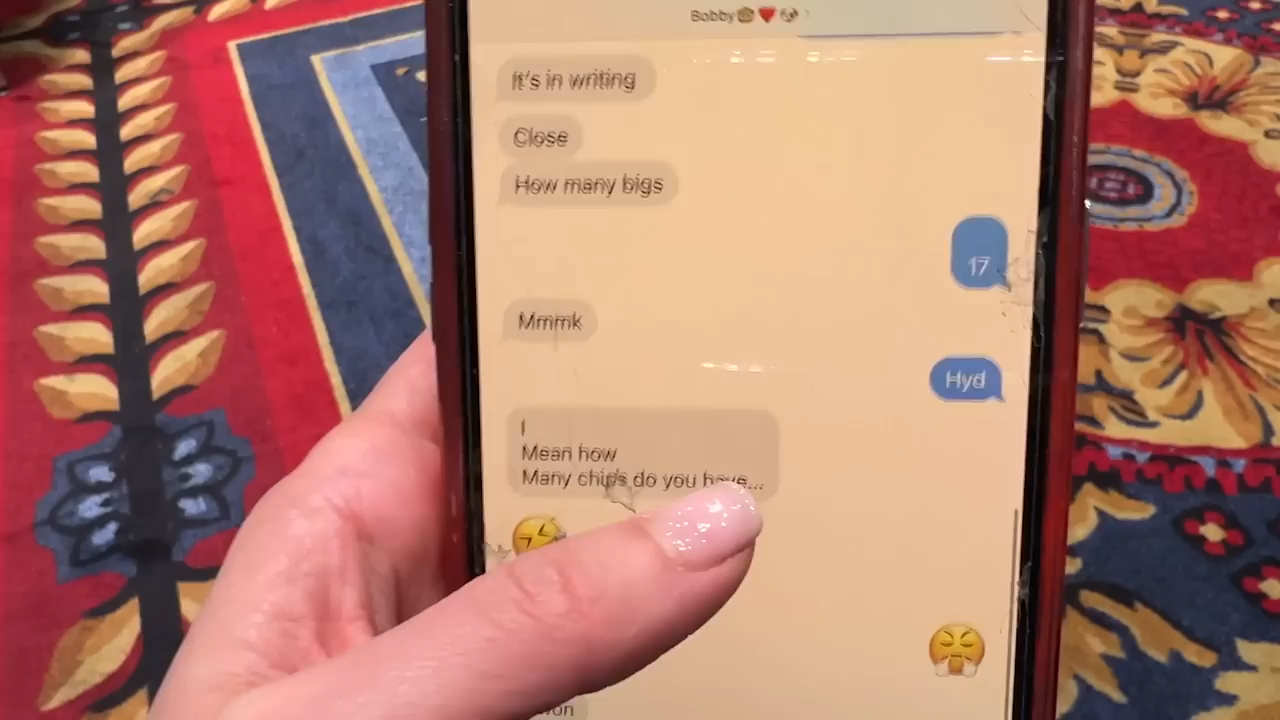 Bobby
It's in writing
Close
How many bigs
17
Mmmk
Hyd
I
Mean how
Many chips do you have...